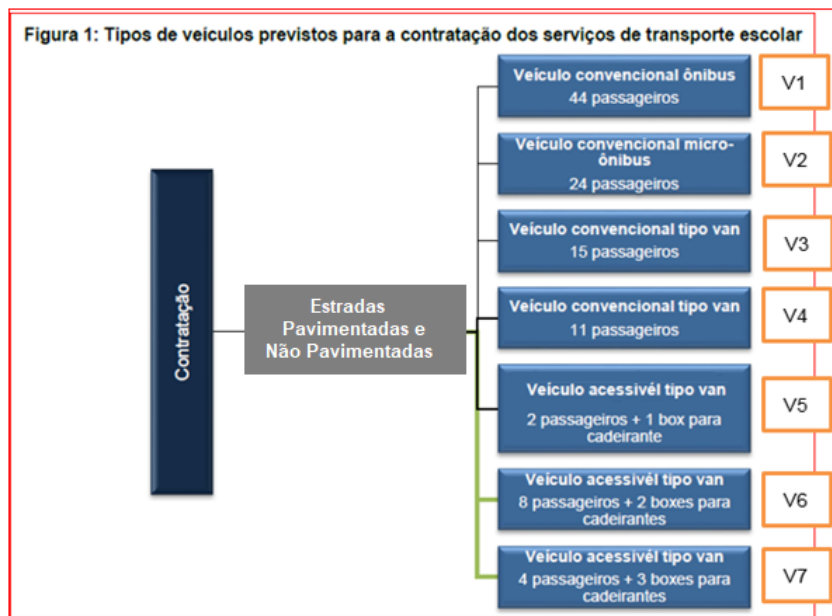 Figura 1: Tipos de veículos previstos para a contratação dos serviços de transporte escolar
Contratação
Estradas
Pavimentadas e
Não Pavimentadas
Veículo convencional ônibus
44 passageiros
V1
Veículo convencional micro-
ônibus
24 passageiros
V2
Veículo convencional tipo van
15 passageiros
V3
Veículo convencional tipo van
11 passageiros
V4
Veículo acessivél tipo van
2 passageiros + 1 box para
cadeirante
V5
Veículo acessivél tipo van
8 passageiros + 2 boxes para
cadeirantes
V6
Veículo acessivél tipo van
4 passageiros + 3 boxes para
cadeirantes
V7